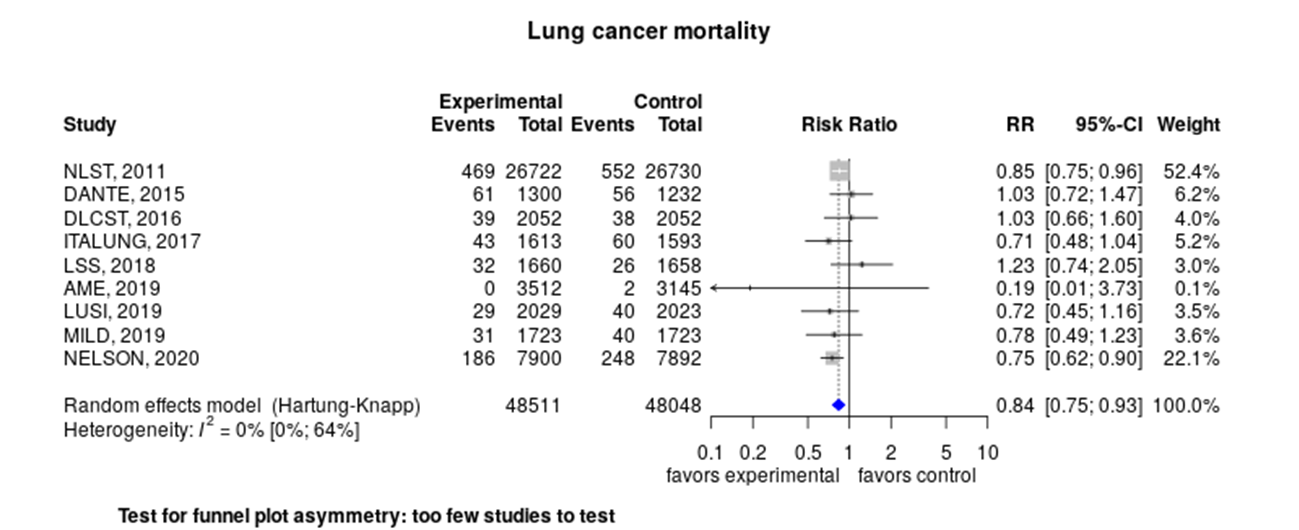 Lung cancer mortality
Experimental Control
Study Events Total Events Total Risk Ratio RR 95%-CI Weight
NLST, 2011 469 26722 552 26730 0.85 [0.75; 0.96] 52.4%
DANTE, 2015 61 1300 56 1232 1.03 [0.72; 1.47] 6.2%
DLCST, 2016 39 2052 38 2052 1.03 [0.66; 1.60] 4.0%
ITALUNG, 2017 43 1613 60 1593 0.71 [0.48; 1.04] 5.2%
LSS, 2018 32 1660 26 1658 1.23 [0.74; 2.05] 3.0%
AME, 2019 0 3512 2 3145 0.19 [0.01; 3.73] 0.1%
LUSI, 2019 29 2029 40 2023 0.72 [0.45; 1.16] 3.5%
MILD, 2019 31 1723 40 1723 0.78 [0.49; 1.23] 3.6%
NELSON, 2020 186 7900 248 7892 0.75 [0.62; 0.90] 22.1%
Random effects model (Hartung-Knapp) 48511 48048 0.84 [0.75; 0.93] 100.0%
Heterogeneity: I² = 0% [0%; 64%]
0.1 0.2 0.5 1 2 5 10
favors experimental favors control
Test for funnel plot asymmetry: too few studies to test